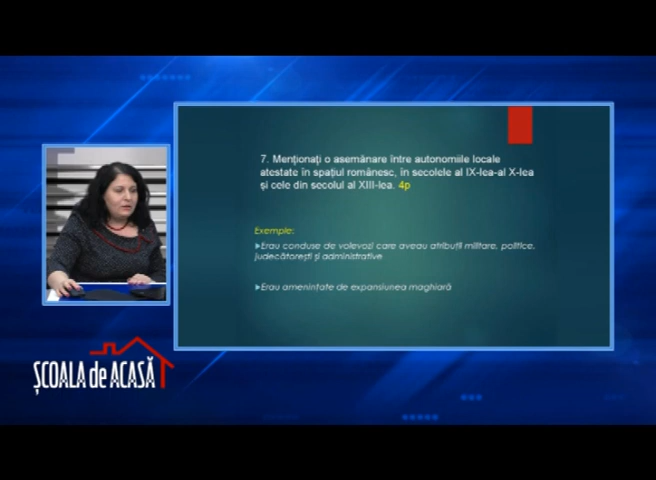 7. Menționați o asemănare între autonomiile locale
atestate în spațiul românesc, în secolele al IX-lea-al X-lea
și cele din secolul al XIII-lea. 4p
Exemple:
Erau conduse de voievozi care aveau atribuții militare, politice,
judecătorești și administrative
Erau amenintate de expansiunea maghiară
ȘCOALA de ACASĂ